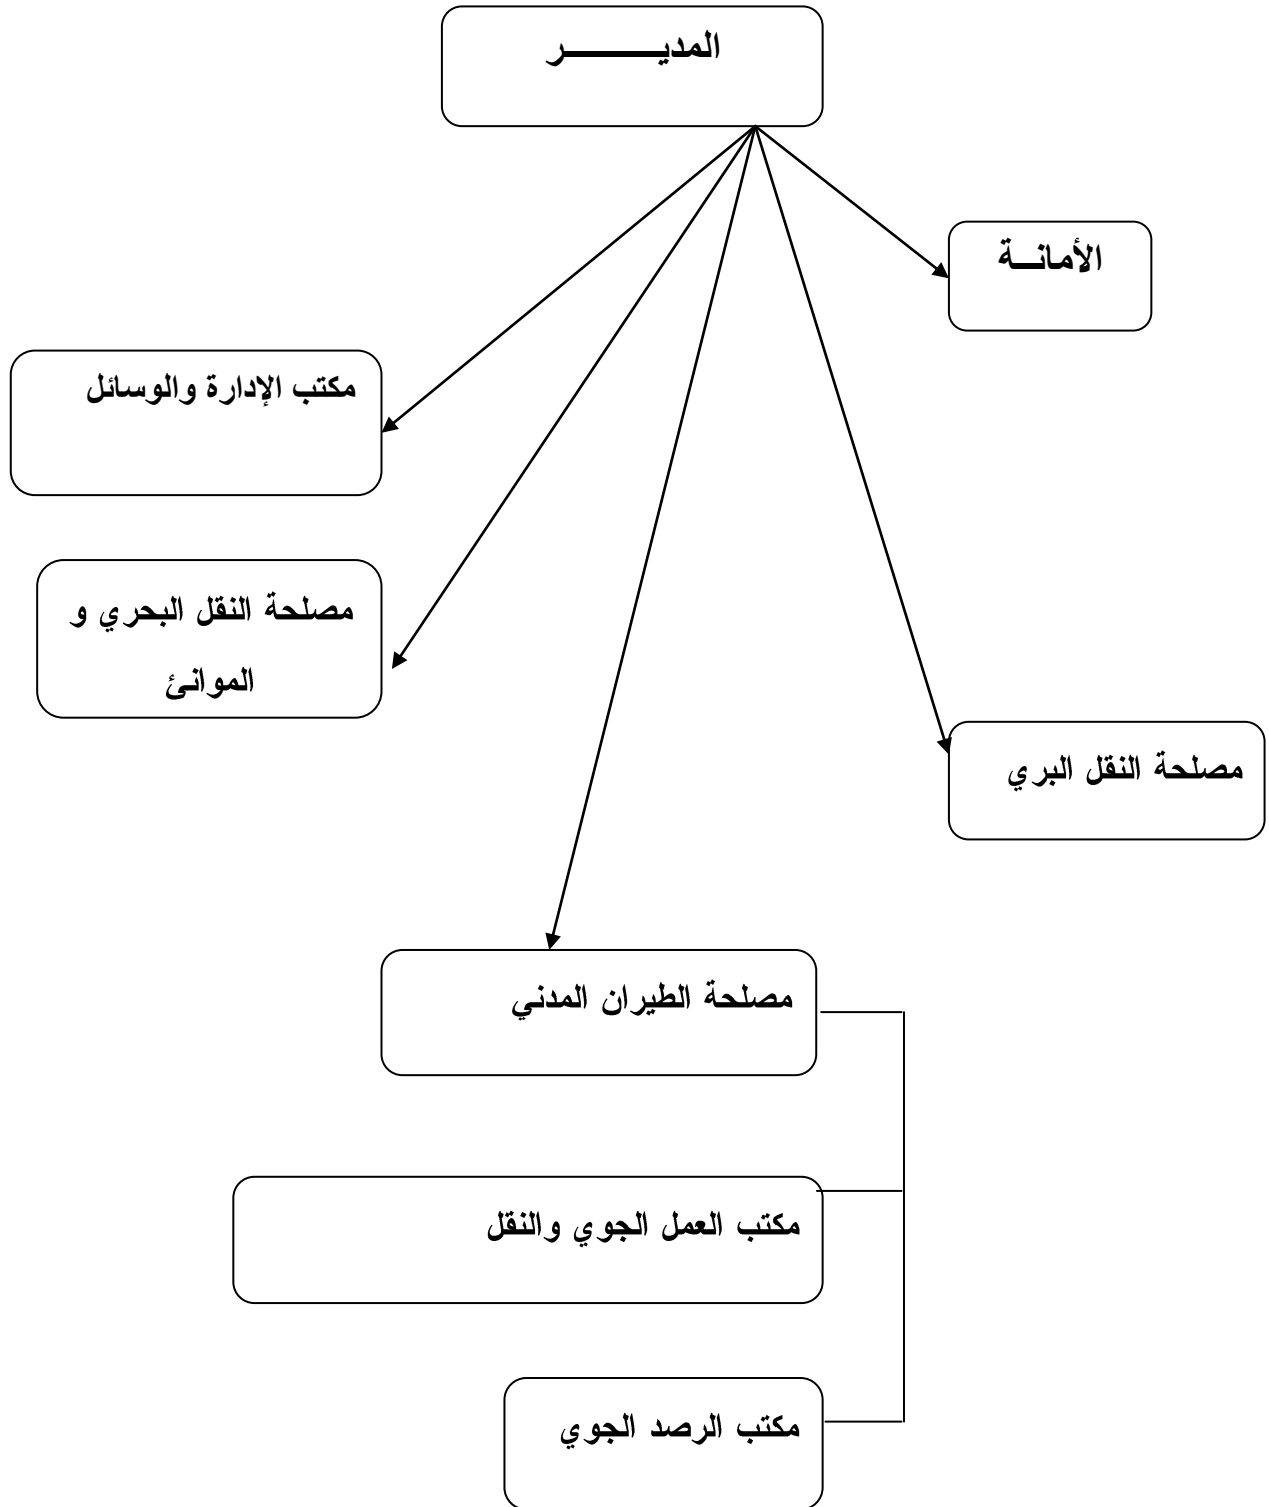 المديــــــــــر
الأمانــة
مكتب الإدارة والوسائل
مصلحة النقل البحري و
الموانئ
مصلحة النقل البري
مصلحة الطيران المدني
مكتب العمل الجوي والنقل
مكتب الرصد الجوي